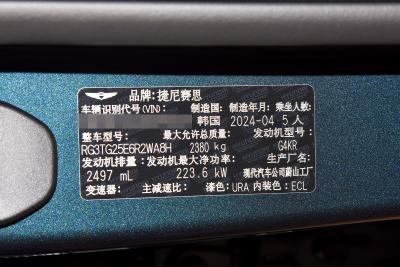 品牌: 捷尼赛思
车辆识别代号(VIN): 制造国: 制造年月: 乘坐人数:
韩国 2024-04 5 人
整车型号: 最大允许总质量: 发动机型号:
RG3TG25E6R2WA8H 2380 kg G4KR
发动机排量: 发动机最大净功率: 生产厂名:
2497 mL 223.6 kW 现代汽车公司蔚山工厂
变速器: 主减速比: 漆色: URA 内装色: ECL